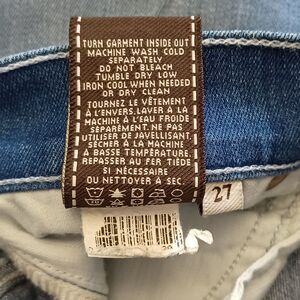 TURN GARMENT INSIDE OUT
MACHINE WASH COLD
SEPARATELY
DO NOT BLEACH
TUMBLE DRY LOW
IRON COOL WHEN NEEDED
OR DRY CLEAN
TOURNEZ LE VÊTEMENT
À L'ENVERS.LAVER À LA
MACHINE À L'EAU FROIDE
SÉPARÉMENT. NE PAS
UTILISER DE JAVELLISANT.
SÉCHER À LA MACHINE
À BASSE TEMPÉRATURE.
REPASSER AU FER TIÈDE
SI NÉCESSAIRE
OU NETTOYER À SEC.
27